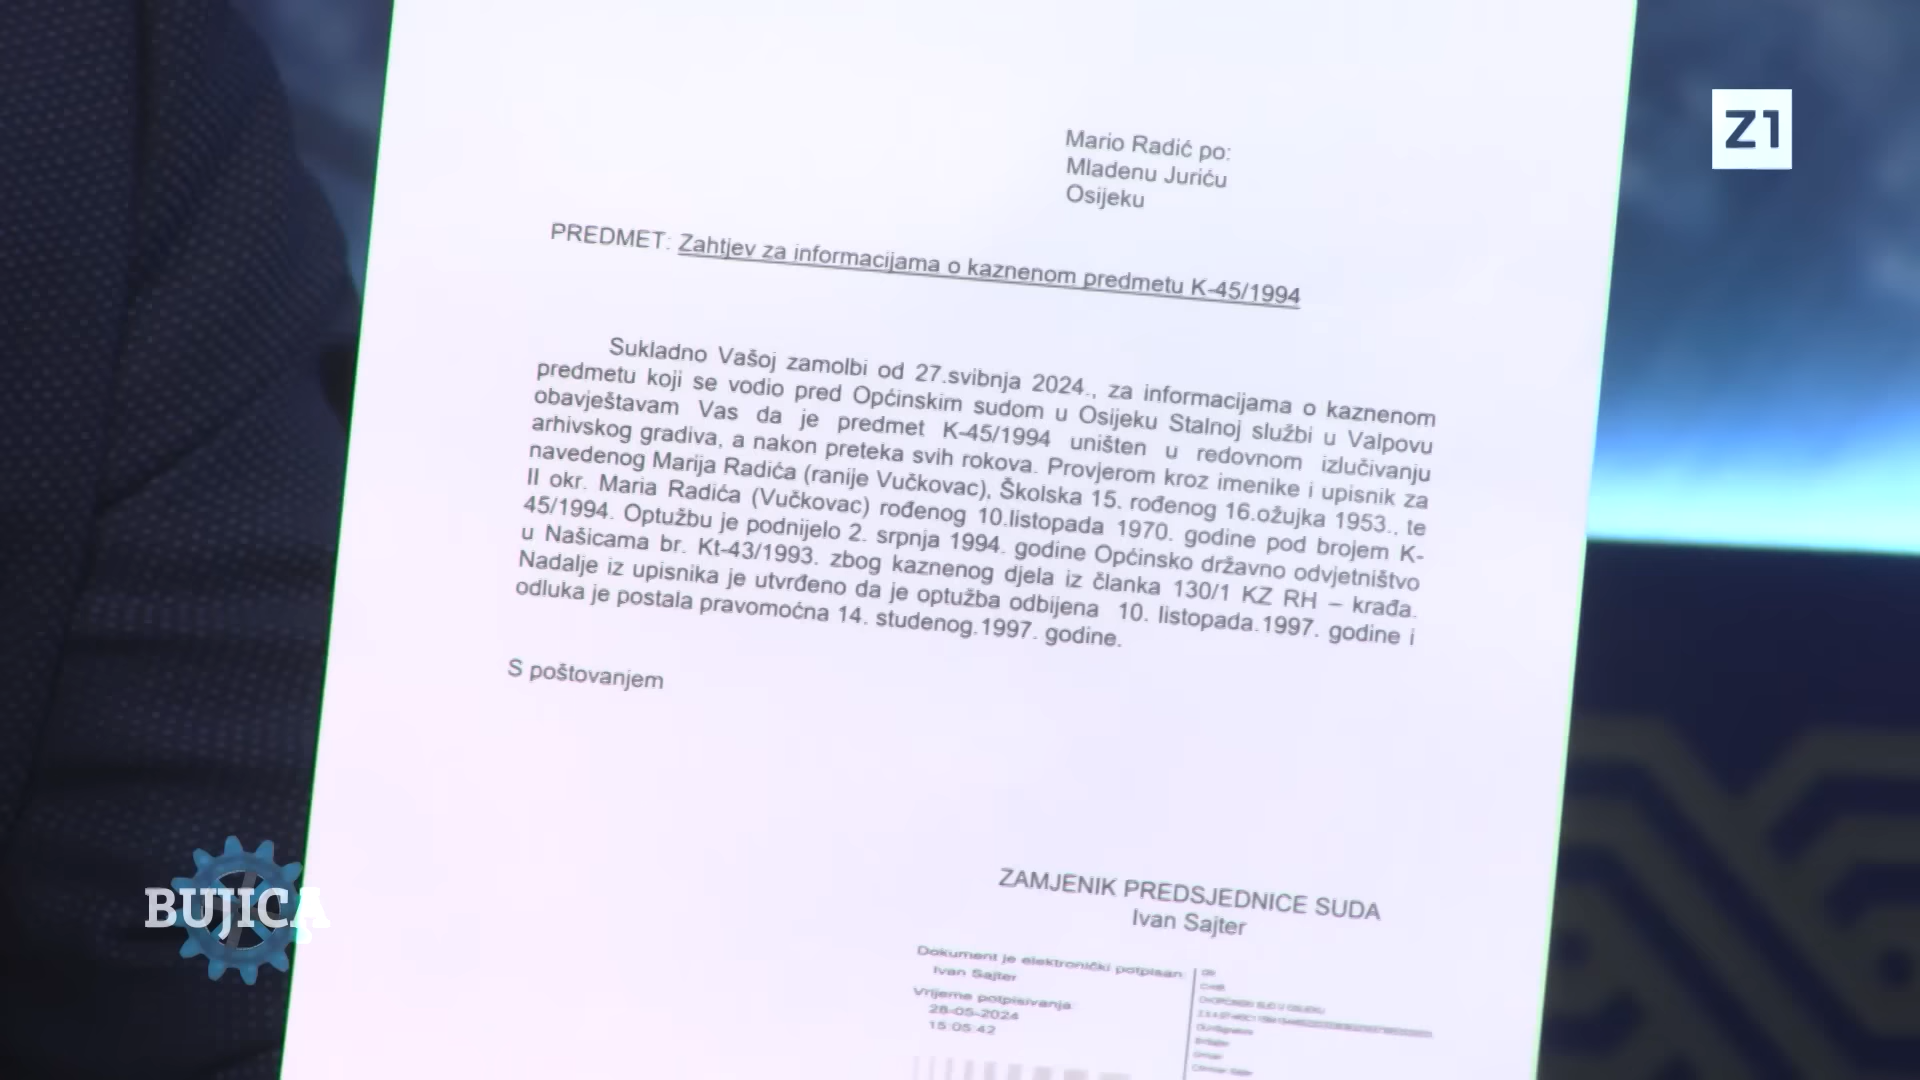 Z1
Mario Radić po:
Mladenu Juriću
Osijeku
PREDMET: Zahtjev za informacijama o kaznenom predmetu K-45/1994
Sukladno Vašoj zamolbi od 27.svibnja 2024., za informacijama o kaznenom
predmetu koji se vodio pred Općinskim sudom u Osijeku Stalnoj službi u Valpovu
obavještavam Vas da je predmet K-45/1994 uništen u redovnom izlučivanju
arhivskog gradiva, a nakon preteka svih rokova. Provjerom kroz imenike i upisnik za
navedenog Marija Radića (ranije Vučkovac), Školska 15. rođenog 16.ožujka 1953., te
II okr. Maria Radića (Vučkovac) rođenog 10.listopada 1970. godine pod brojem K-
45/1994. Optužbu je podnijelo 2. srpnja 1994. godine Općinsko državno odvjetništvo
u Našicama br. Kt-43/1993. zbog kaznenog djela iz članka 130/1 KZ RH – krađa.
Nadalje iz upisnika je utvrđeno da je optužba odbijena 10. listopada.1997. godine i
odluka je postala pravomoćna 14. studenog.1997. godine.
S poštovanjem
ZAMJENIK PREDSJEDNICE SUDA
Ivan Sajter
Dokument je elektronički potpisan:
Ivan Sajter
Vrijeme potpisivanja:
28-05-2024
15:05:42
BUJICA